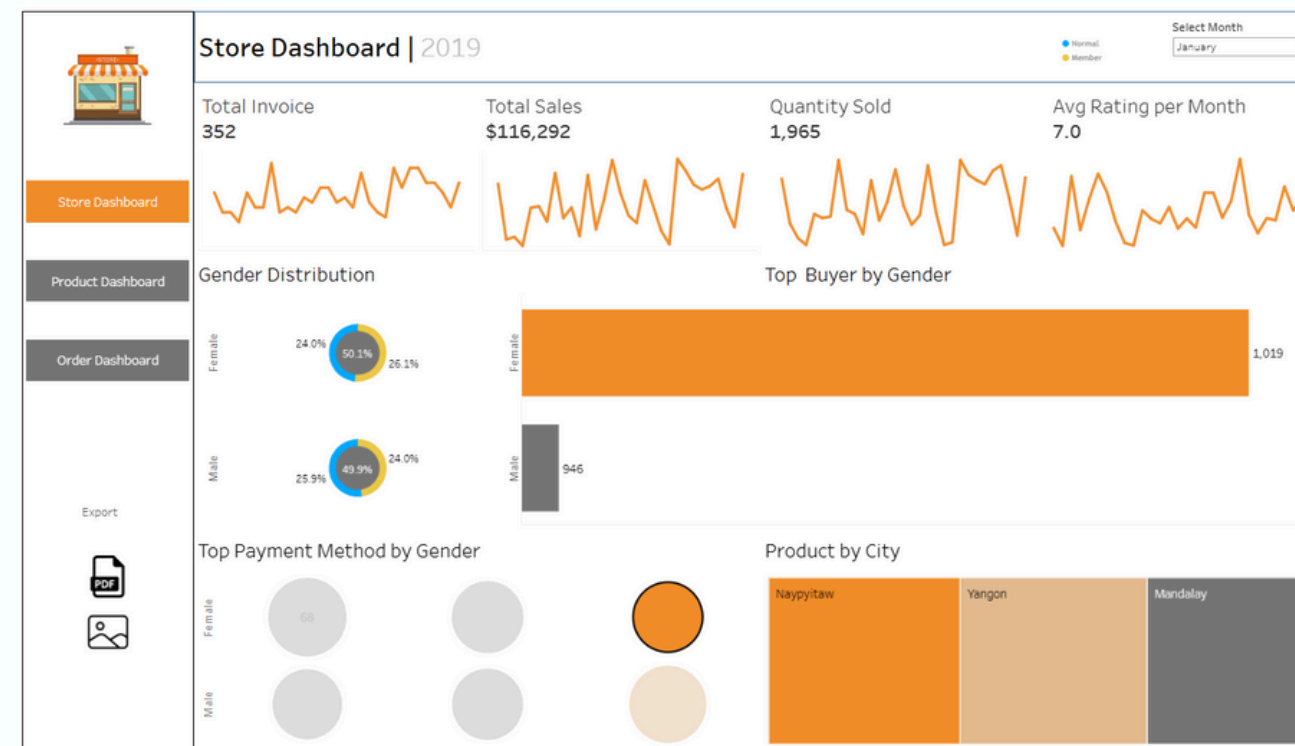 Store Dashboard | 2019
Normal
Member
Select Month
January
Store Dashboard
Product Dashboard
Order Dashboard
Export
PDF
Total Invoice
352
Total Sales
$116,292
Quantity Sold
1,965
Avg Rating per Month
7.0
Gender Distribution
Female
24.0%
50.1%
26.1%
Male
25.9%
49.9%
24.0%
Top Buyer by Gender
Female
1,019
Male
946
Top Payment Method by Gender
Female
68
Male
Product by City
Naypyitaw
Yangon
Mandalay